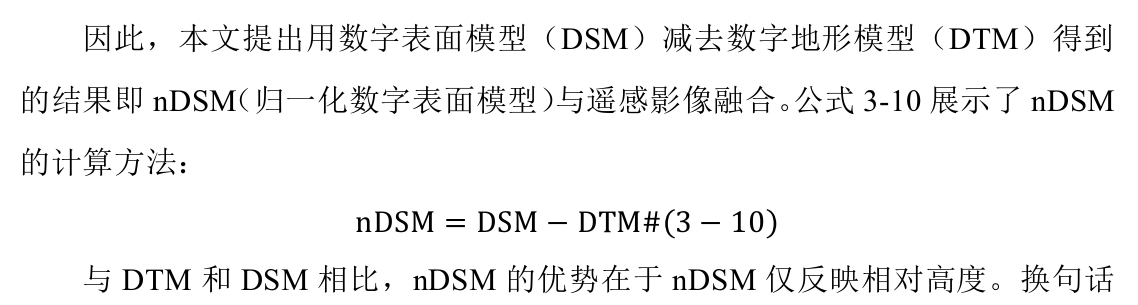 因此，本文提出用数字表面模型（DSM）减去数字地形模型（DTM）得到
的结果即 nDSM（归一化数字表面模型）与遥感影像融合。公式 3-10 展示了 nDSM
的计算方法：
nDSM = DSM − DTM#(3 − 10)
与 DTM 和 DSM 相比，nDSM 的优势在于 nDSM 仅反映相对高度。换句话